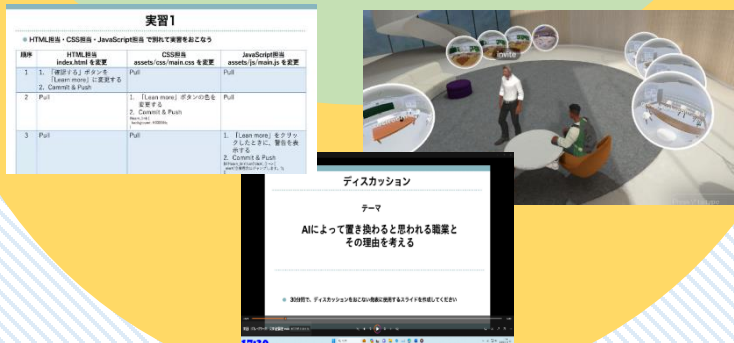 実習1
HTML担当・CSS担当・JavaScript担当 で別れて実習をおこなう
順序
HTML担当
index.html を変更
CSS担当
assets/css/main.css を変更
JavaScript担当
assets/js/main.js を変更
1
1. 「確認する」ボタンを
「Learn more」に変更する
2. Commit & Push
Pull
Pull
2
Pull
1. 「Learn more」ボタンの色を
変更する
2. Commit & Push
Pull
3
Pull
Pull
1. 「Learn more」をクリッ
クしたときに、警告を表
示する
2. Commit & Push
Invite
ディスカッション
テーマ
AIによって置き換わると思われる職業と
その理由を考える
30分間で、ディスカッションをおこない発表に使用するスライドを作成してください
17:30